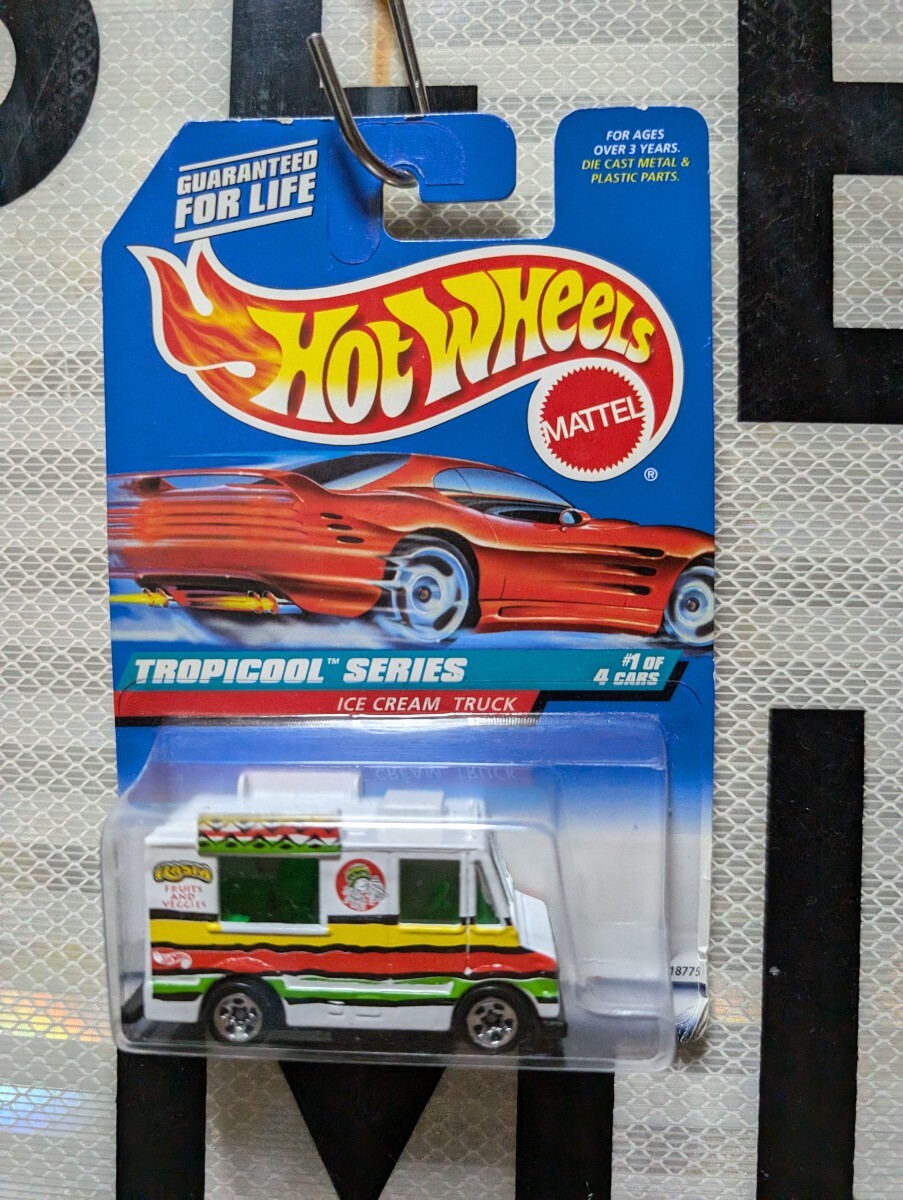 GUARANTEED
FOR LIFE
FOR AGES
OVER 3 YEARS.
DIE CAST METAL &
PLASTIC PARTS.
HOT WHEELS
MATTEL
®
TROPICOOL™ SERIES
#1 OF
4 CARS
ICE CREAM TRUCK
Rasta
FRUITS
AND
VEGGIES
18775